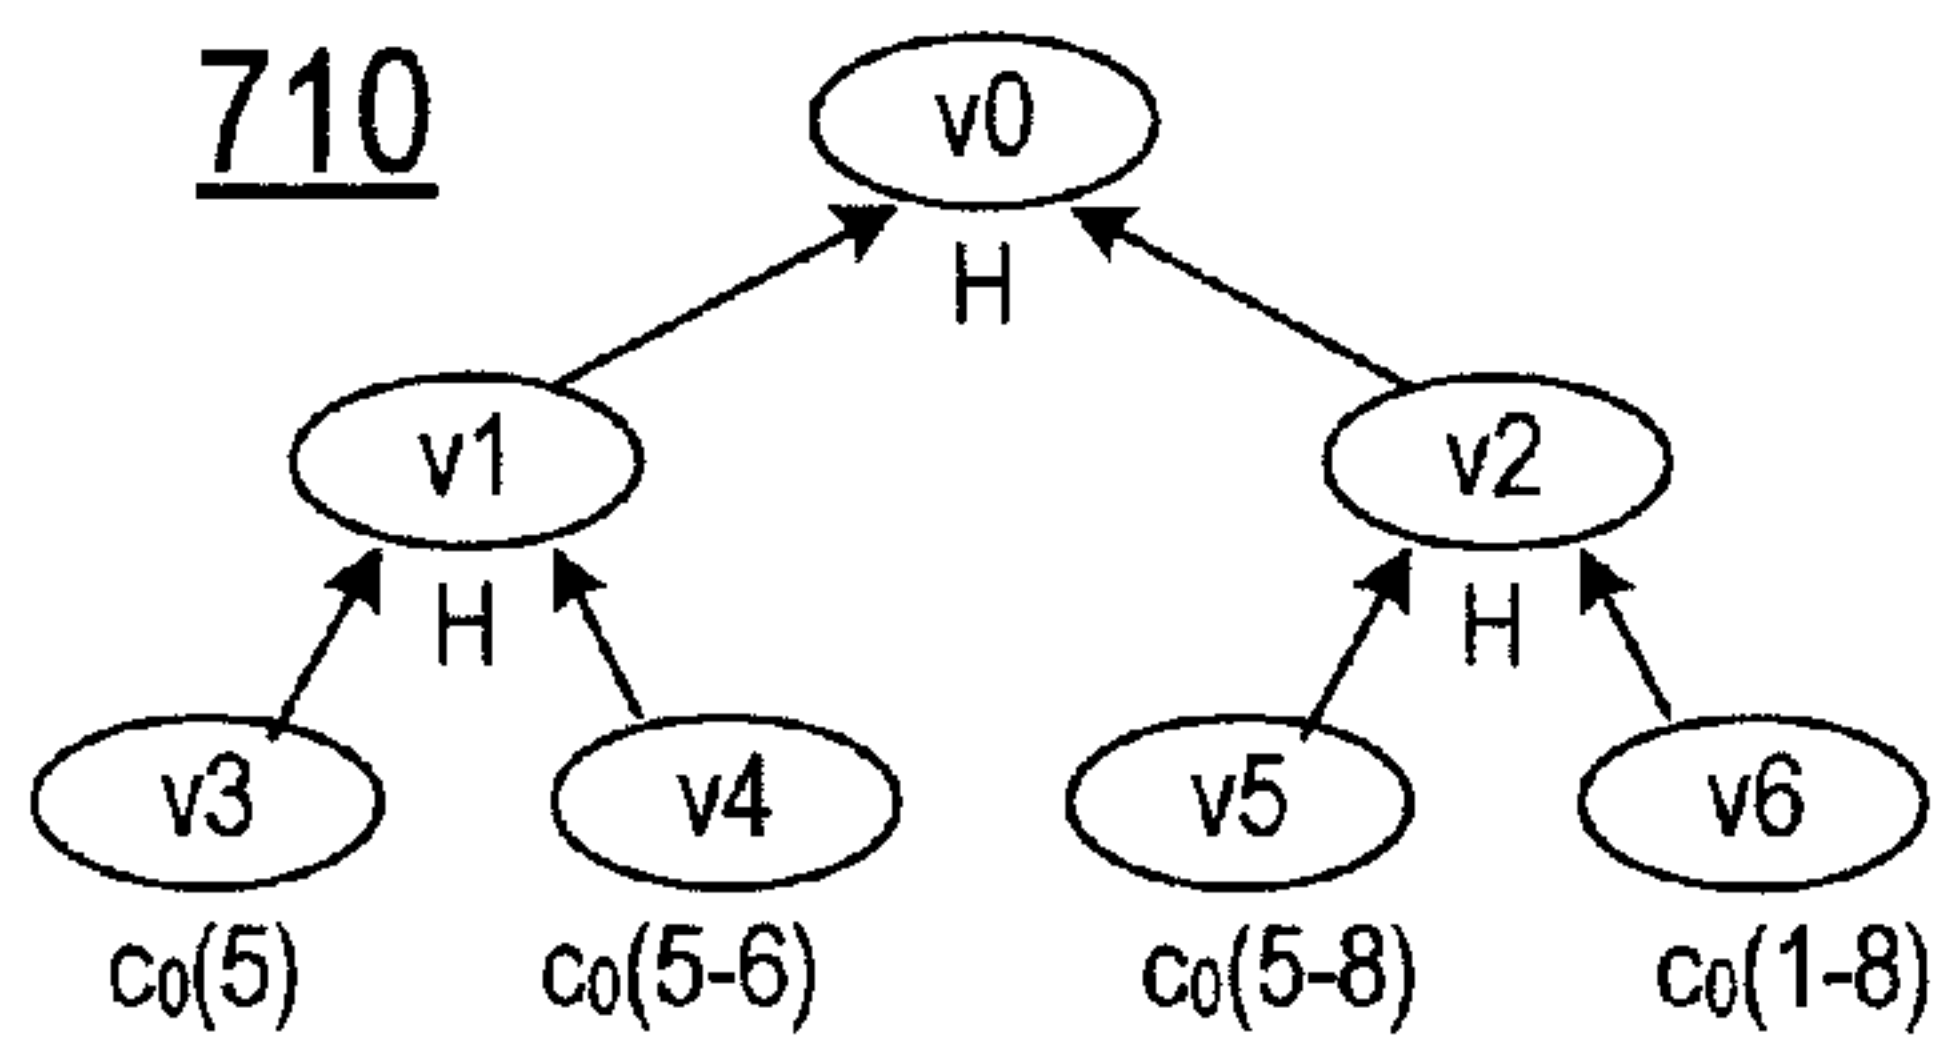 710
v0
H
v1
v2
H
H
v3
v4
v5
v6
c₀(5)
c₀(5-6)
c₀(5-8)
c₀(1-8)